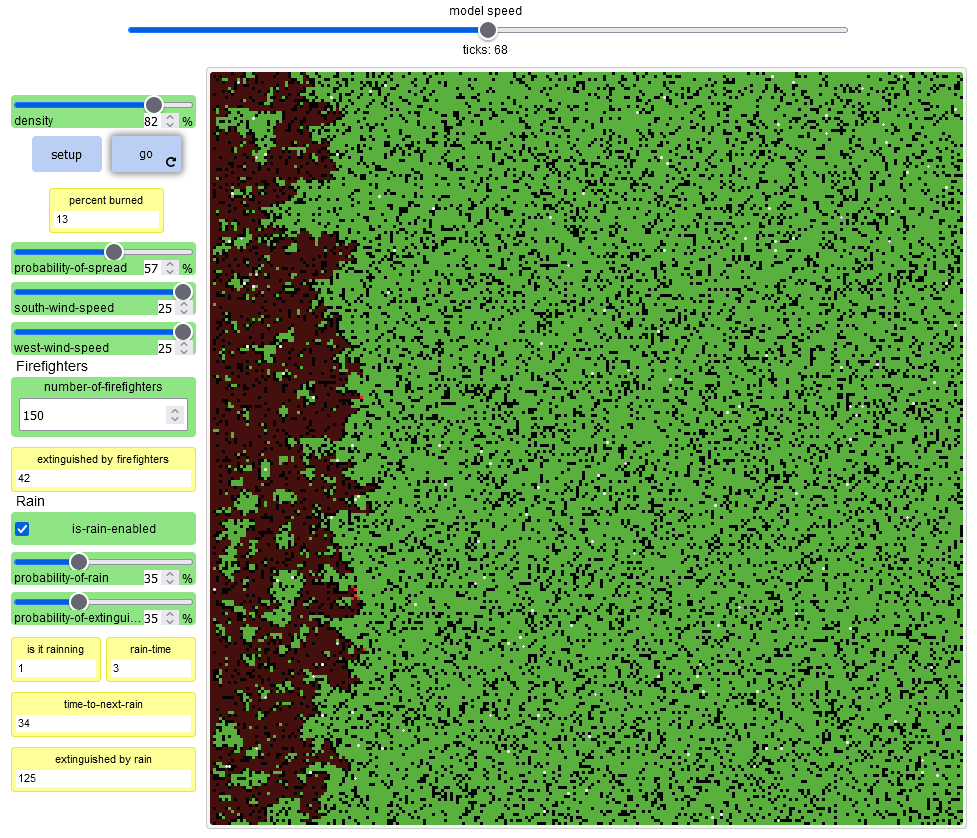 model speed
ticks: 68
density 82 %
setup
go
percent burned
13
probability-of-spread 57 %
south-wind-speed 25
west-wind-speed 25
Firefighters
number-of-firefighters
150
extinguished by firefighters
42
Rain
is-rain-enabled
probability-of-rain 35 %
probability-of-extingui... 35 %
is it rainning
1
rain-time
3
time-to-next-rain
34
extinguished by rain
125